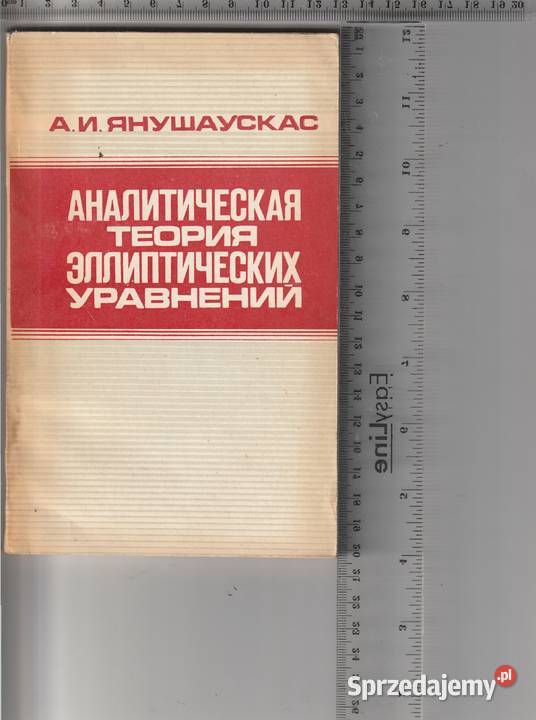 А.И. ЯНУШАУСКАС
АНАЛИТИЧЕСКАЯ
ТЕОРИЯ
ЭЛЛИПТИЧЕСКИХ
УРАВНЕНИЙ
EasyLine
Sprzedajemy.pl